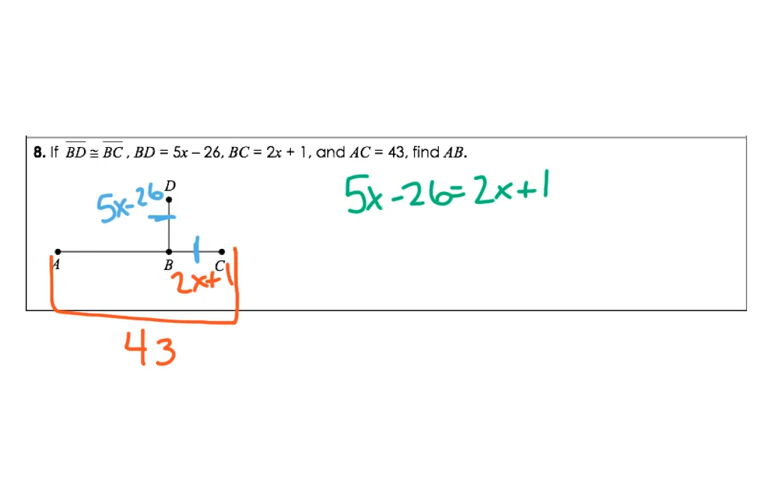 8. If BD ≅ BC, BD = 5x – 26, BC = 2x + 1, and AC = 43, find AB.
5x-26=2x+1
5x-26
D
A
B
C
2x+1
43